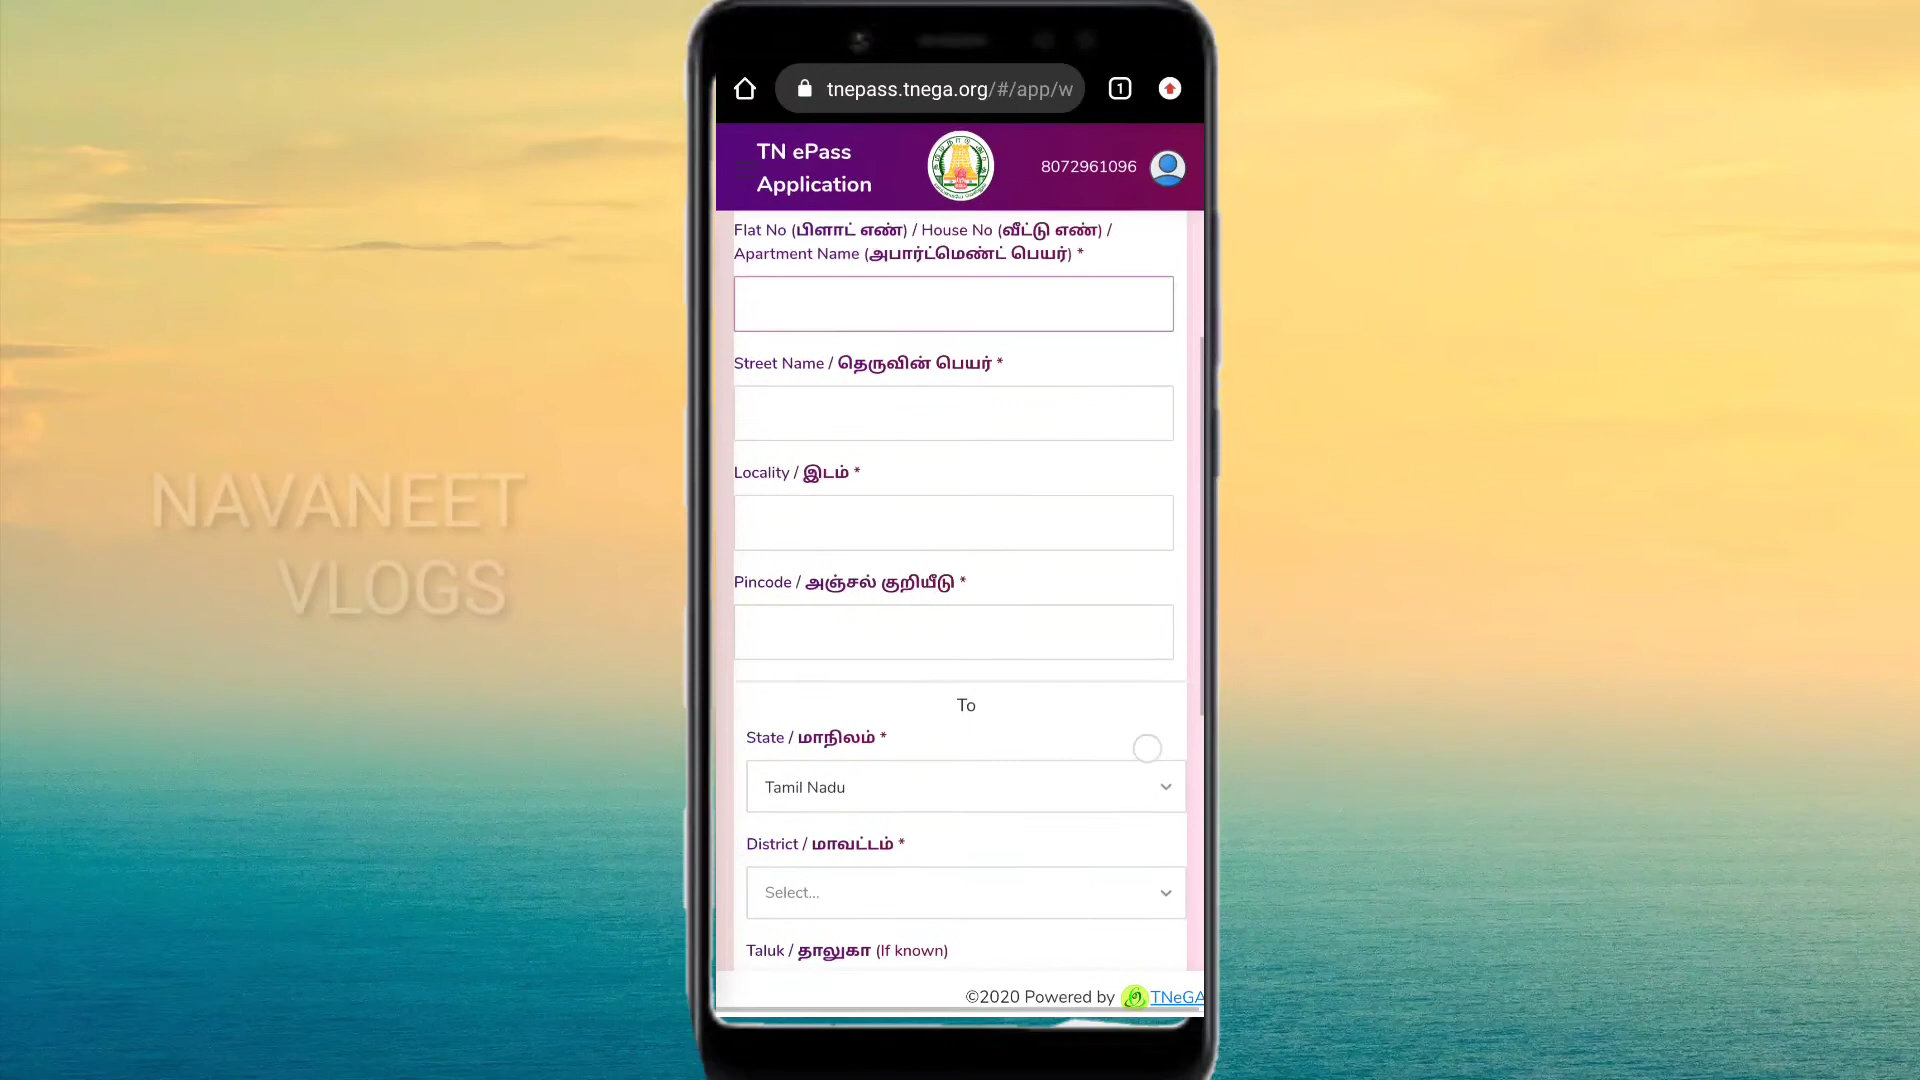 tnepass.tnega.org/#/app/w
1
TN ePass
Application
8072961096
Flat No (பிளாட் எண்) / House No (வீட்டு எண்) /
Apartment Name (அபார்ட்மெண்ட் பெயர்) *
Street Name / தெருவின் பெயர் *
Locality / இடம் *
Pincode / அஞ்சல் குறியீடு *
To
State / மாநிலம் *
Tamil Nadu
District / மாவட்டம் *
Select...
Taluk / தாலுகா (If known)
©2020 Powered by TNeGA
NAVANEET
VLOGS